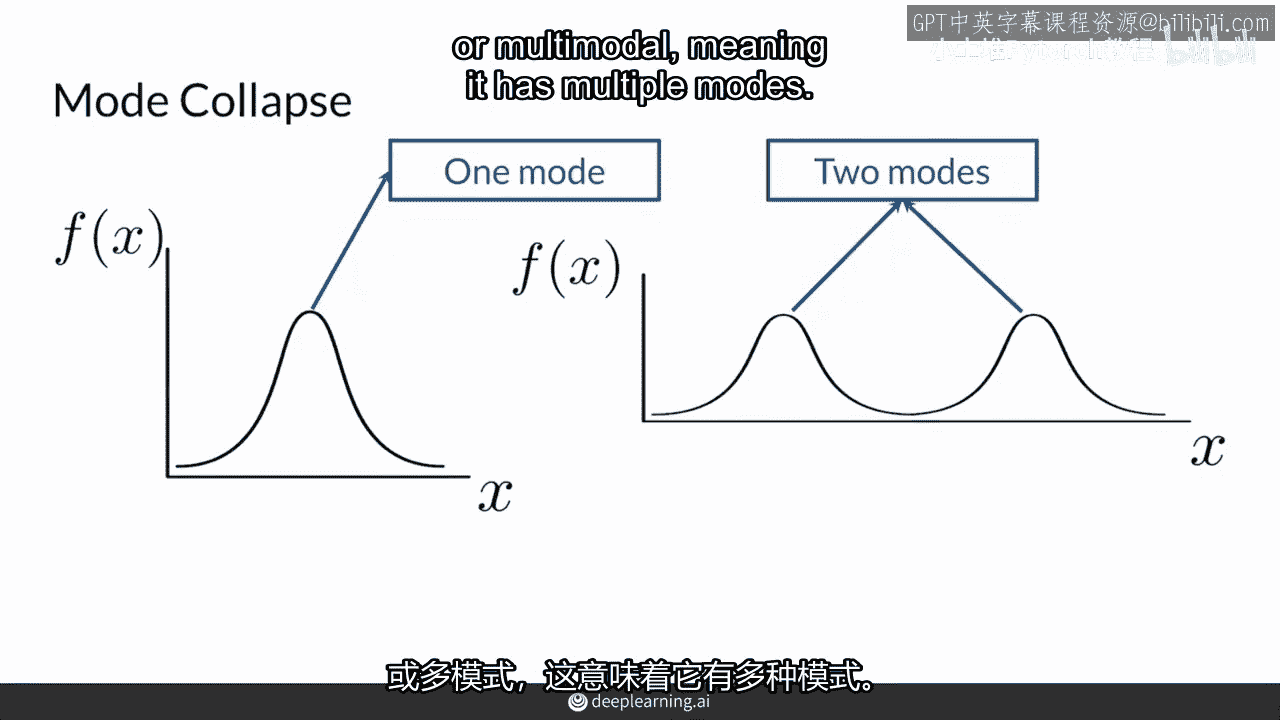 GPT中英字幕课程资源@bilibili.com
or multimodal, meaning
it has multiple modes.
Mode Collapse
One mode
Two modes
f(x)
f(x)
x
x
或多模式，这意味着它有多种模式。
deeplearning.ai